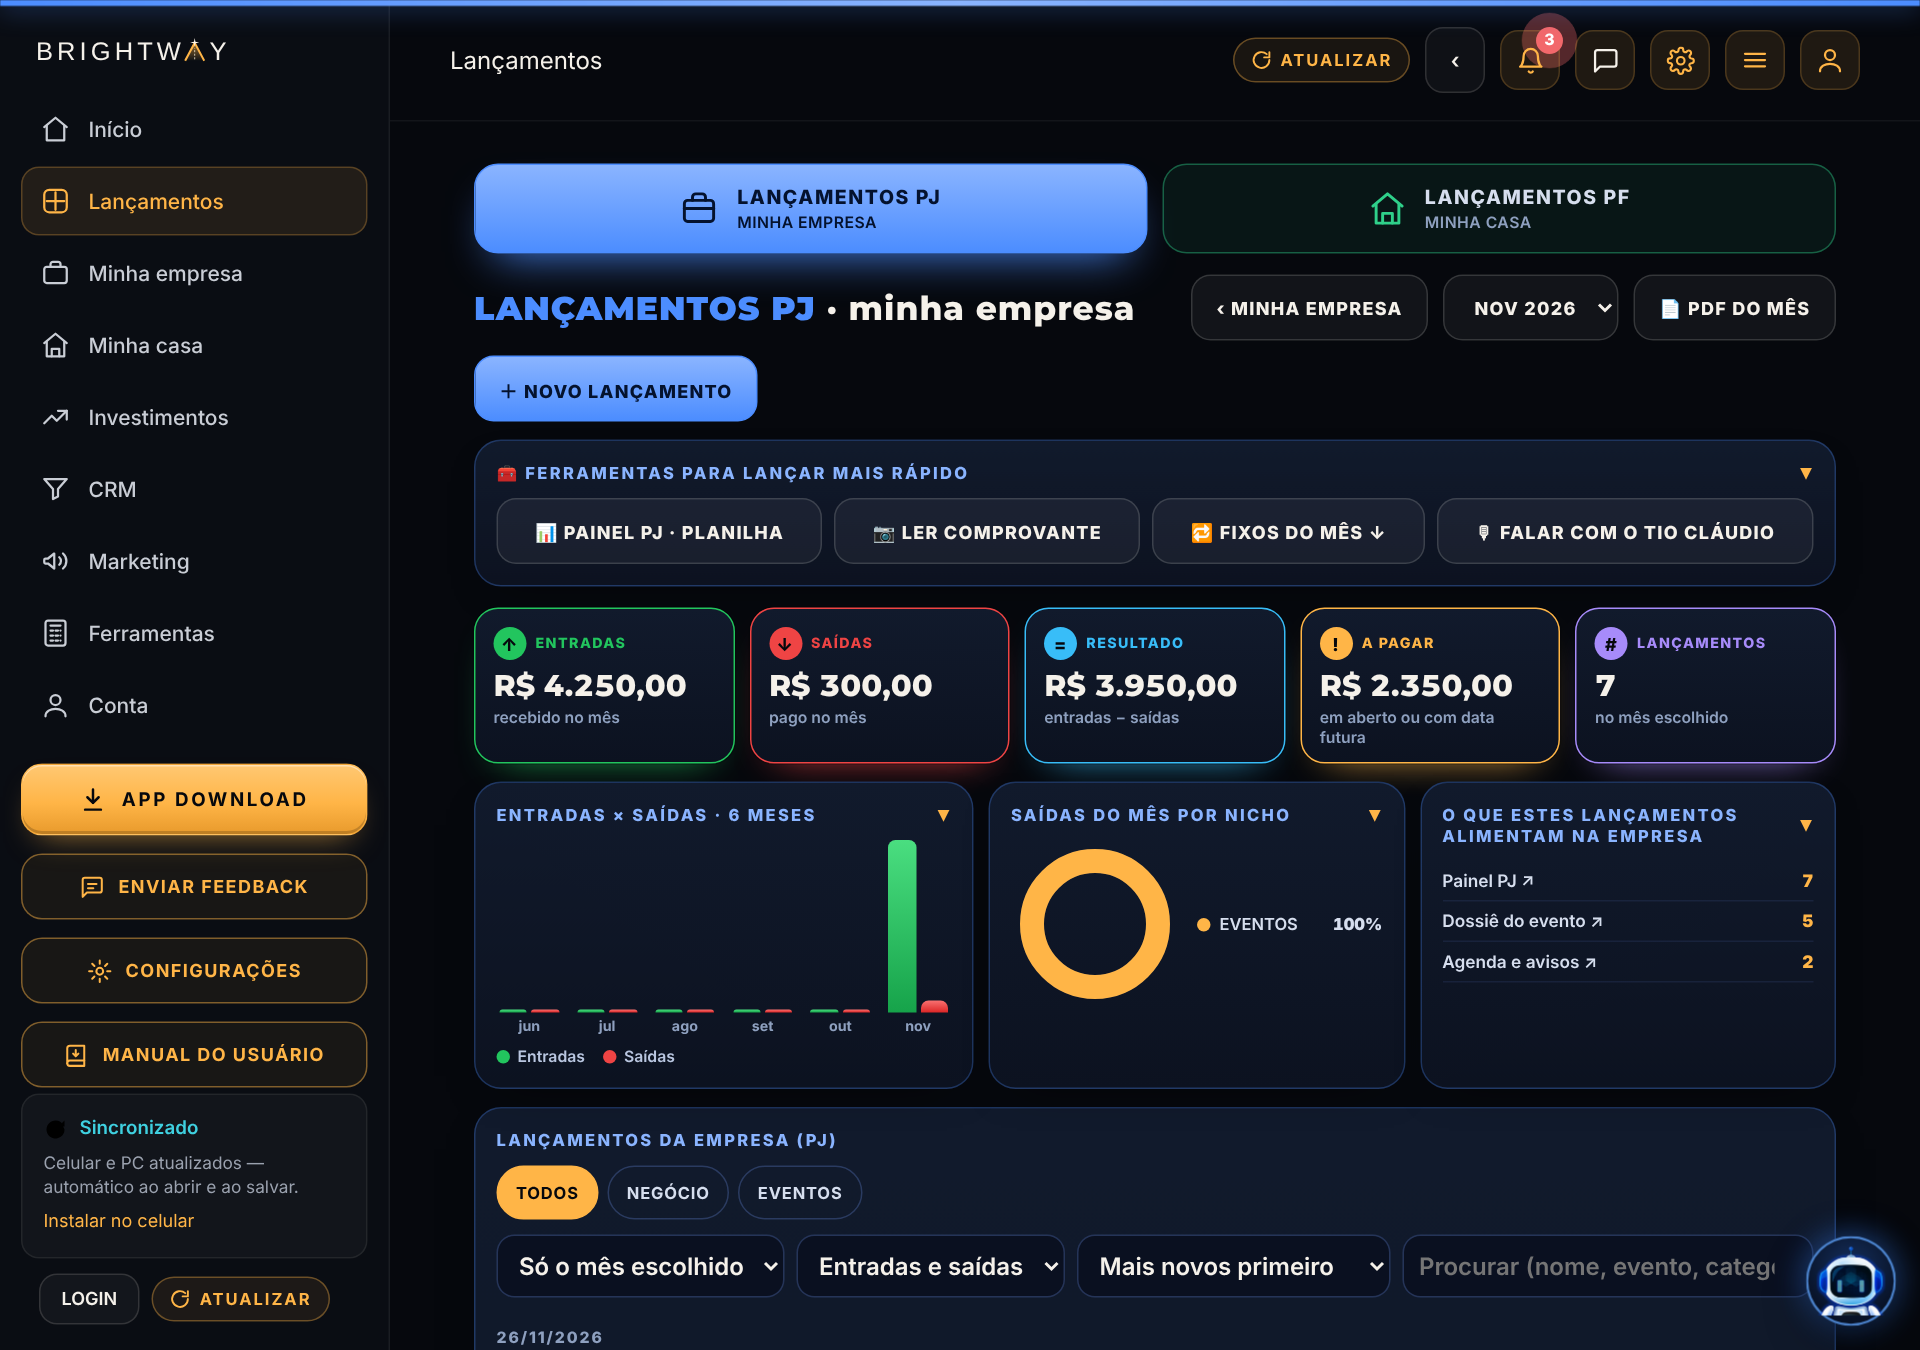 BRIGHTWAY
Início
Lançamentos
Minha empresa
Minha casa
Investimentos
CRM
Marketing
Ferramentas
Conta
APP DOWNLOAD
ENVIAR FEEDBACK
CONFIGURAÇÕES
MANUAL DO USUÁRIO
Sincronizado
Celular e PC atualizados —
automático ao abrir e ao salvar.
Instalar no celular
LOGIN
ATUALIZAR
Lançamentos
ATUALIZAR
‹
3
LANÇAMENTOS PJ
MINHA EMPRESA
LANÇAMENTOS PF
MINHA CASA
LANÇAMENTOS PJ · minha empresa
‹ MINHA EMPRESA
NOV 2026
PDF DO MÊS
+ NOVO LANÇAMENTO
FERRAMENTAS PARA LANÇAR MAIS RÁPIDO
PAINEL PJ · PLANILHA
LER COMPROVANTE
FIXOS DO MÊS ↓
FALAR COM O TIO CLÁUDIO
↑ ENTRADAS
R$ 4.250,00
recebido no mês
↓ SAÍDAS
R$ 300,00
pago no mês
= RESULTADO
R$ 3.950,00
entradas − saídas
! A PAGAR
R$ 2.350,00
em aberto ou com data
futura
# LANÇAMENTOS
7
no mês escolhido
ENTRADAS × SAÍDAS · 6 MESES
jun jul ago set out nov
Entradas Saídas
SAÍDAS DO MÊS POR NICHO
EVENTOS 100%
O QUE ESTES LANÇAMENTOS
ALIMENTAM NA EMPRESA
Painel PJ ↗ 7
Dossiê do evento ↗ 5
Agenda e avisos ↗ 2
LANÇAMENTOS DA EMPRESA (PJ)
TODOS
NEGÓCIO
EVENTOS
Só o mês escolhido
Entradas e saídas
Mais novos primeiro
Procurar (nome, evento, catego
26/11/2026